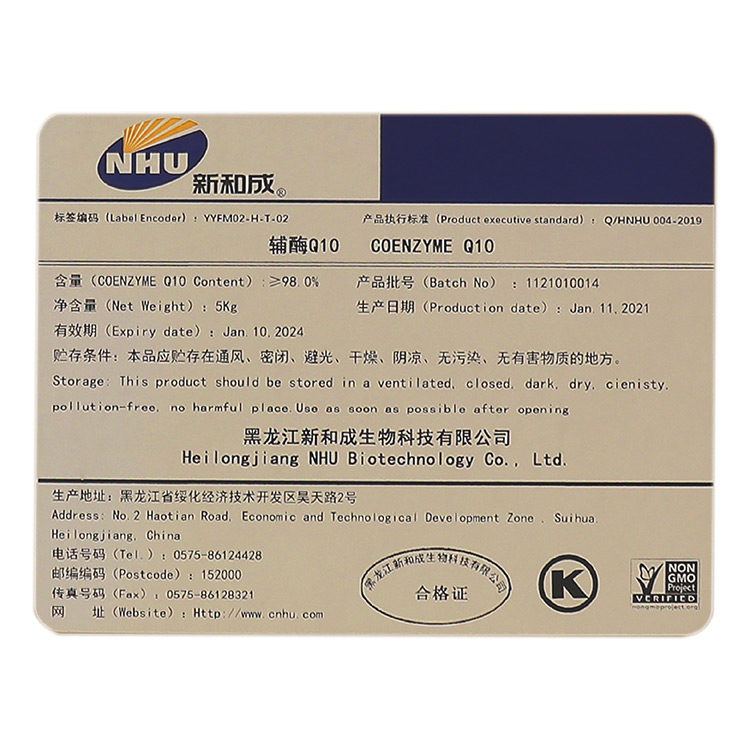 NHU 新和成®
标签编码（Label Encoder）：YYFM02-H-T-02 产品执行标准（Product executive standard）：Q/HNHU 004-2019
辅酶Q10 COENZYME Q10
含量（COENZYME Q10 Content）:≥98.0% 产品批号（Batch No）：1121010014
净含量（Net Weight）：5Kg 生产日期（Production date）：Jan.11,2021
有效期（Expiry date）：Jan.10,2024
贮存条件：本品应贮存在通风、密闭、避光、干燥、阴凉、无污染、无有害物质的地方。
Storage: This product should be stored in a ventilated, closed, dark, dry, cienisty,
pollution-free, no harmful place.Use as soon as possible after opening
黑龙江新和成生物科技有限公司
Heilongjiang NHU Biotechnology Co., Ltd.
生产地址：黑龙江省绥化经济技术开发区昊天路2号
Address: No.2 Haotian Road, Economic and Technological Development Zone , Suihua,
Heilongjiang, China
电话号码（Tel.）：0575-86124428
邮编编码（Postcode）：152000
传真号码（Fax）：0575-86128321
网 址（Website）：Http://www.cnhu.com
黑龙江新和成生物科技有限公司
合格证
K
NON
GMO
Project
VERIFIED
nongmoproject.org